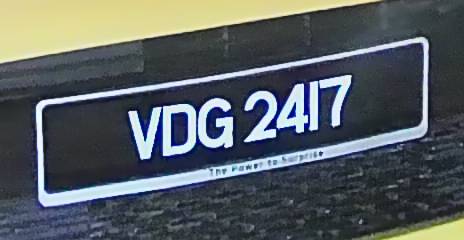 VDG 2417
The Power to Surprise